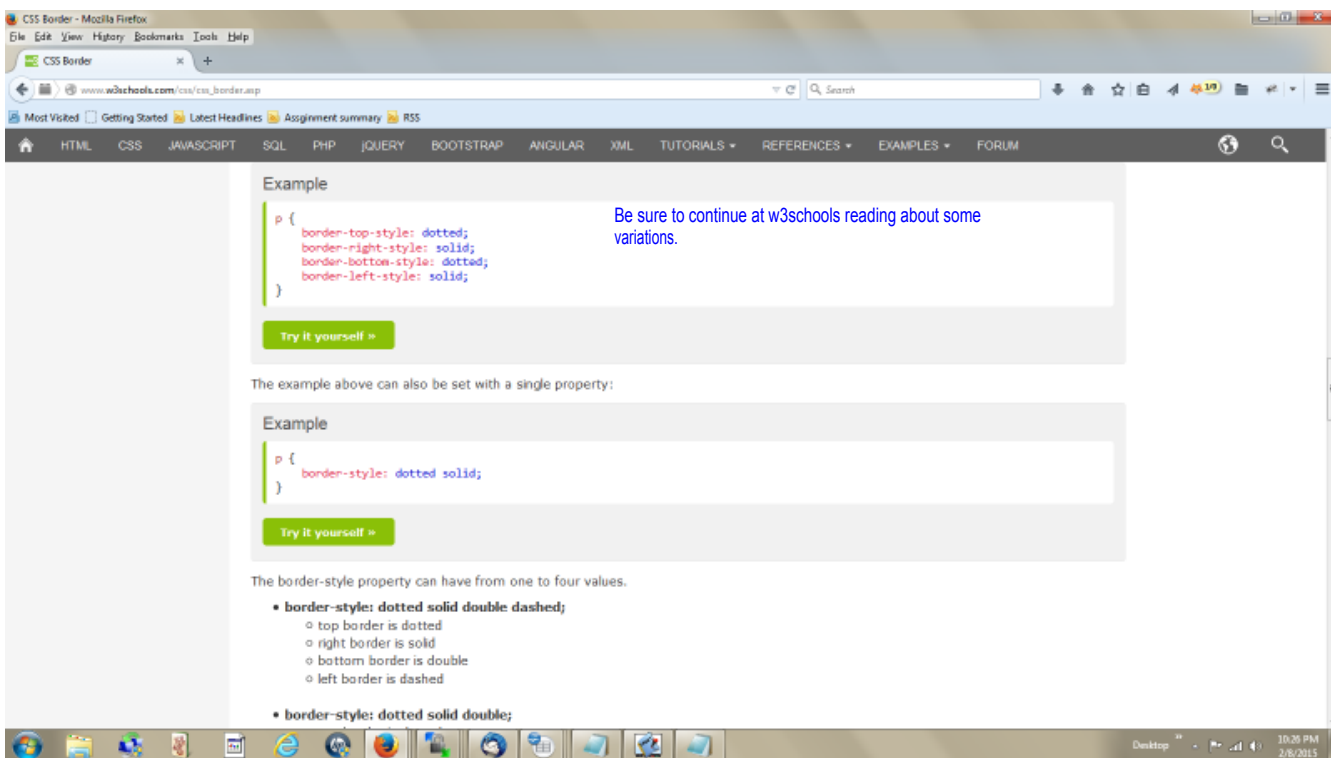 CSS Border - Mozilla Firefox
File Edit View History Bookmarks Tools Help
CSS Border × +
www.w3schools.com/css/css_border.asp
Search
19
Most Visited Getting Started Latest Headlines Assginment summary RSS
HTML CSS JAVASCRIPT SQL PHP jQUERY BOOTSTRAP ANGULAR XML TUTORIALS REFERENCES EXAMPLES FORUM
Example
p {
border-top-style: dotted;
border-right-style: solid;
border-bottom-style: dotted;
border-left-style: solid;
}
Be sure to continue at w3schools reading about some
variations.
Try it yourself »
The example above can also be set with a single property:
Example
p {
border-style: dotted solid;
}
Try it yourself »
The border-style property can have from one to four values.
• border-style: dotted solid double dashed;
○ top border is dotted
○ right border is solid
○ bottom border is double
○ left border is dashed
• border-style: dotted solid double;
Desktop »
10:26 PM
2/8/2015